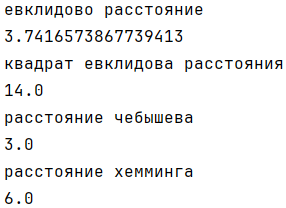 евклидово расстояние
3.7416573867739413
квадрат евклидова расстояния
14.0
расстояние чебышева
3.0
расстояние хемминга
6.0